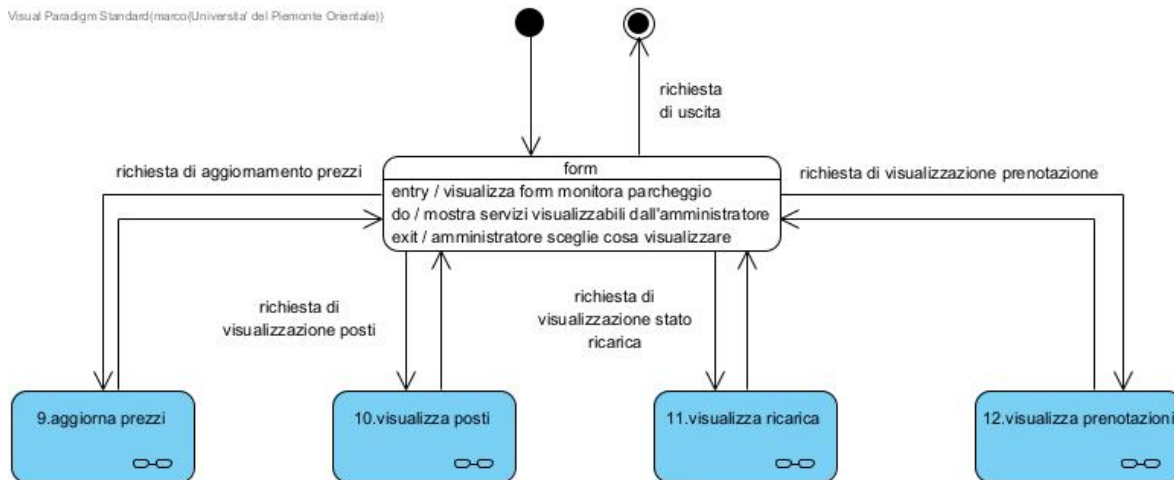 Visual Paradigm Standard(marco(Universita' del Piemonte Orientale))
richiesta
di uscita
form
richiesta di aggiornamento prezzi
richiesta di visualizzazione prenotazione
entry / visualizza form monitora parcheggio
do / mostra servizi visualizzabili dall'amministratore
exit / amministratore sceglie cosa visualizzare
richiesta di
visualizzazione posti
richiesta di
visualizzazione stato
ricarica
9.aggiorna prezzi
10.visualizza posti
11.visualizza ricarica
12.visualizza prenotazioni